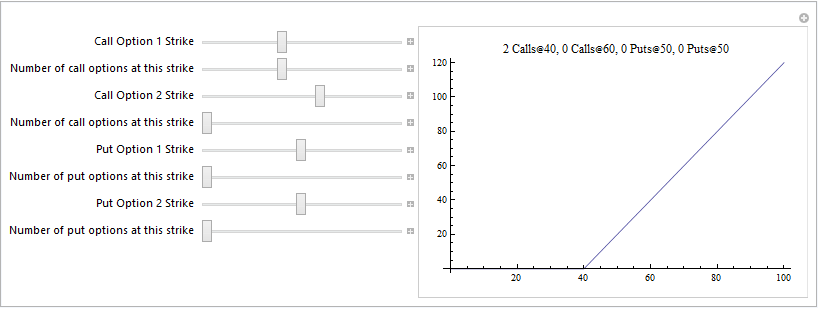 Call Option 1 Strike
Number of call options at this strike
Call Option 2 Strike
Number of call options at this strike
Put Option 1 Strike
Number of put options at this strike
Put Option 2 Strike
Number of put options at this strike
2 Calls@40, 0 Calls@60, 0 Puts@50, 0 Puts@50
120
100
80
60
40
20
20 40 60 80 100